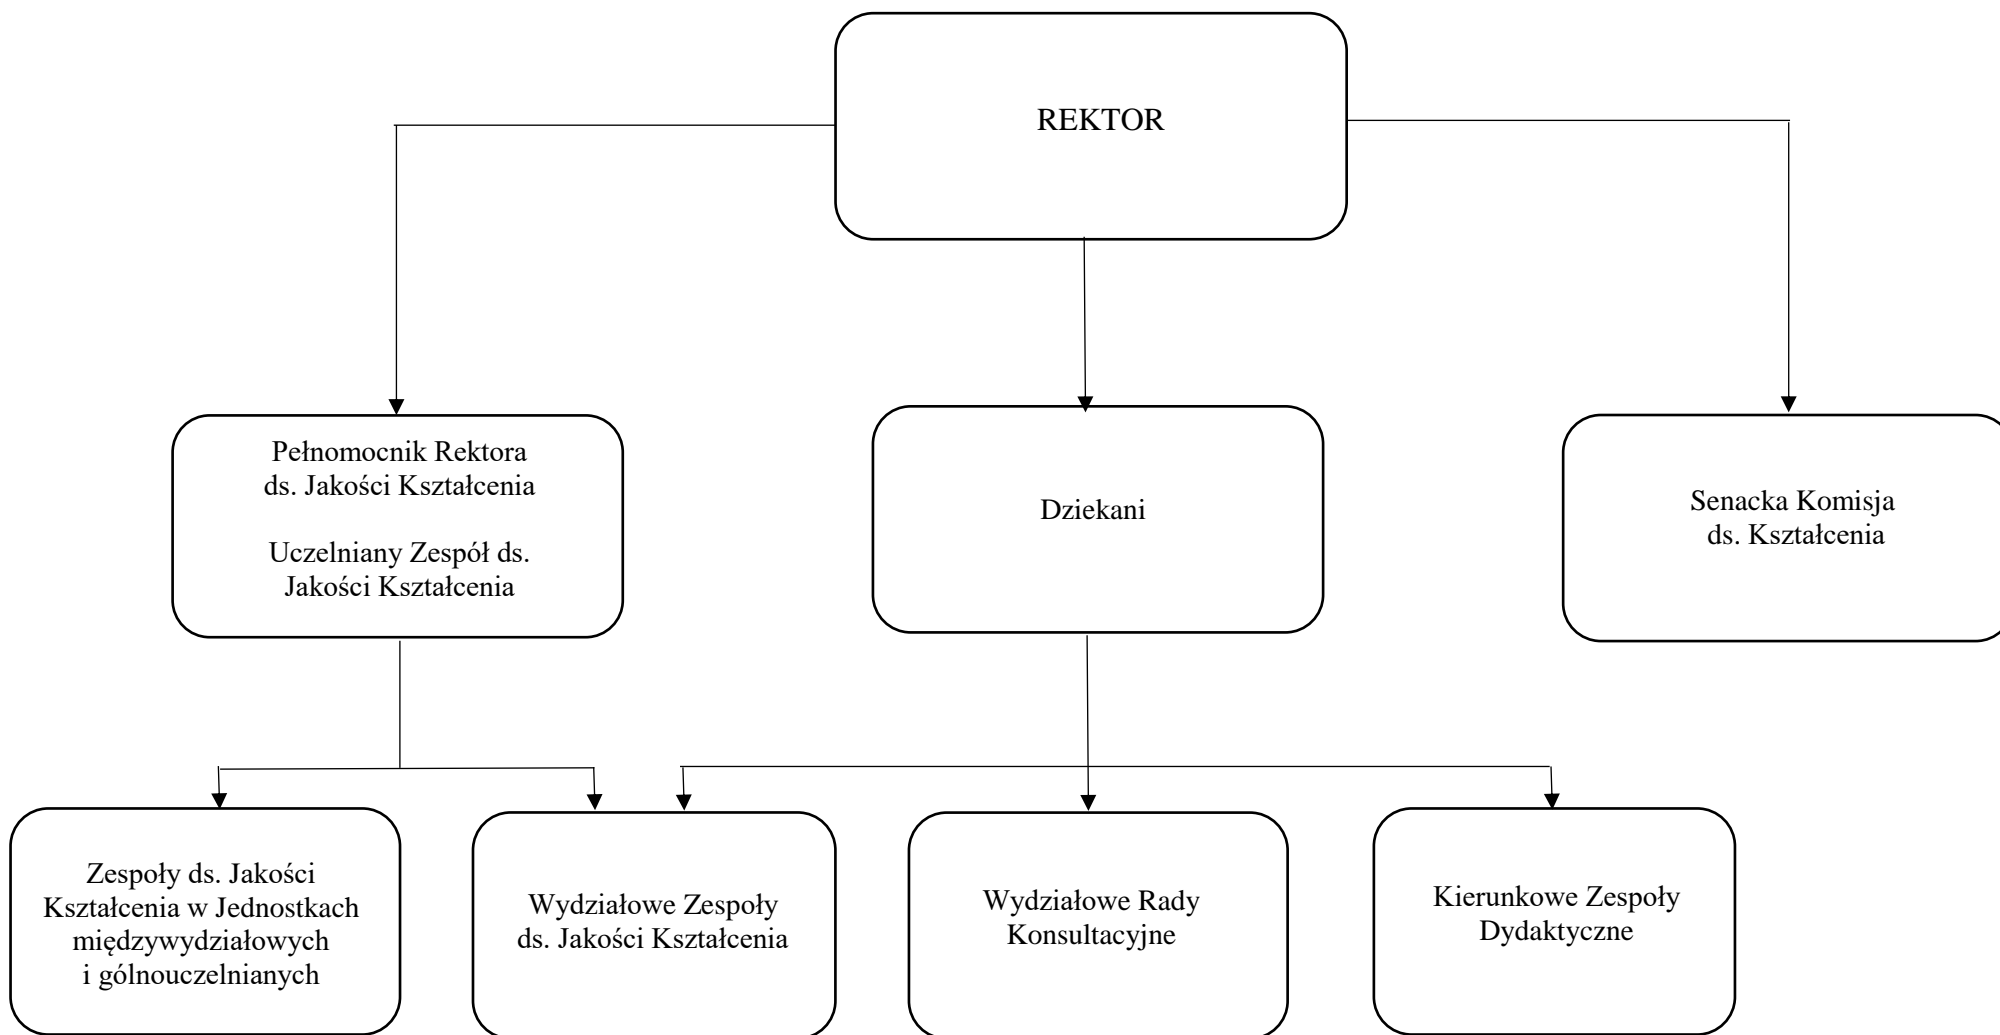 REKTOR
Pełnomocnik Rektora
ds. Jakości Kształcenia
Uczelniany Zespół ds.
Jakości Kształcenia
Dziekani
Senacka Komisja
ds. Kształcenia
Zespoły ds. Jakości
Kształcenia w Jednostkach
międzywydziałowych
i gólnouczelnianych
Wydziałowe Zespoły
ds. Jakości Kształcenia
Wydziałowe Rady
Konsultacyjne
Kierunkowe Zespoły
Dydaktyczne